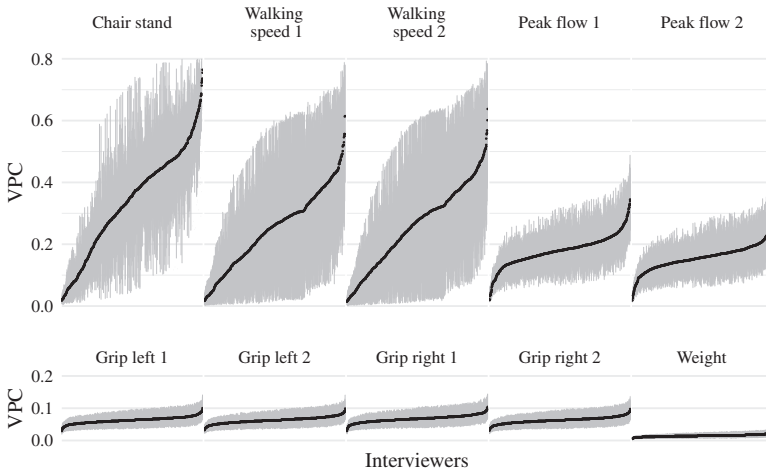 Chair stand
Walking
speed 1
Walking
speed 2
Peak flow 1
Peak flow 2
VPC
0.8
0.6
0.4
0.2
0.0
Grip left 1
Grip left 2
Grip right 1
Grip right 2
Weight
VPC
0.2
0.1
0.0
Interviewers